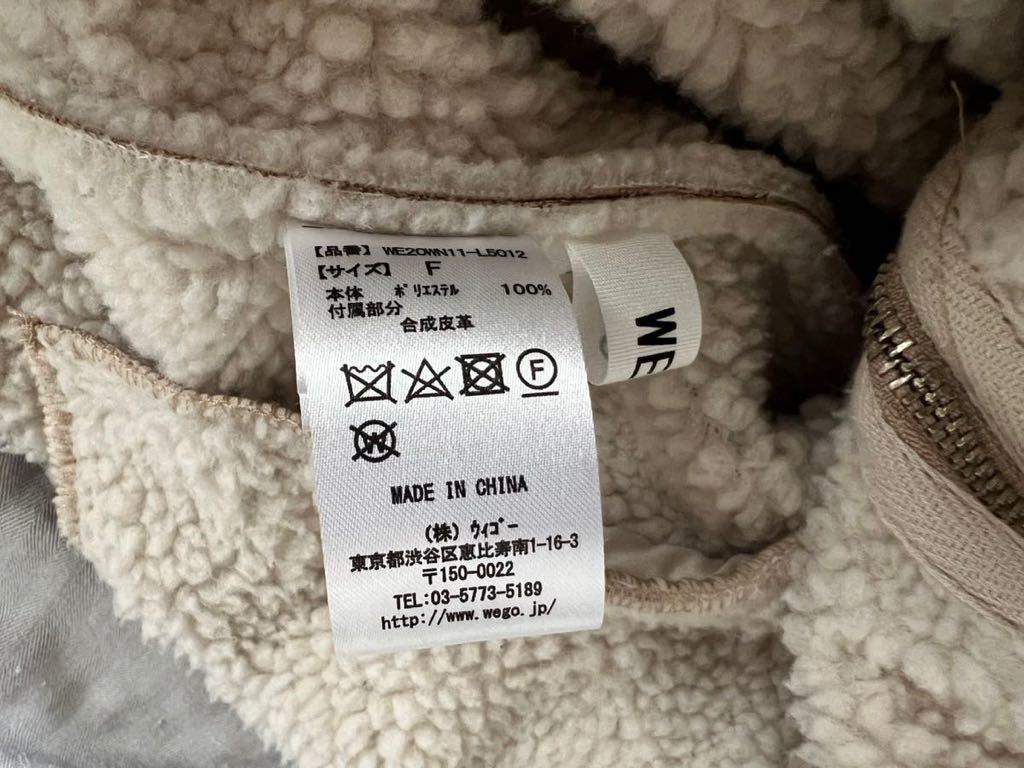 【品番】 WE20WN11-L5012
【サイズ】 F
本体 ポリエステル 100%
付属部分
合成皮革
F
W
MADE IN CHINA
(株) ウィゴー
東京都渋谷区恵比寿南1-16-3
〒150-0022
TEL:03-5773-5189
http://www.wego.jp/
WE